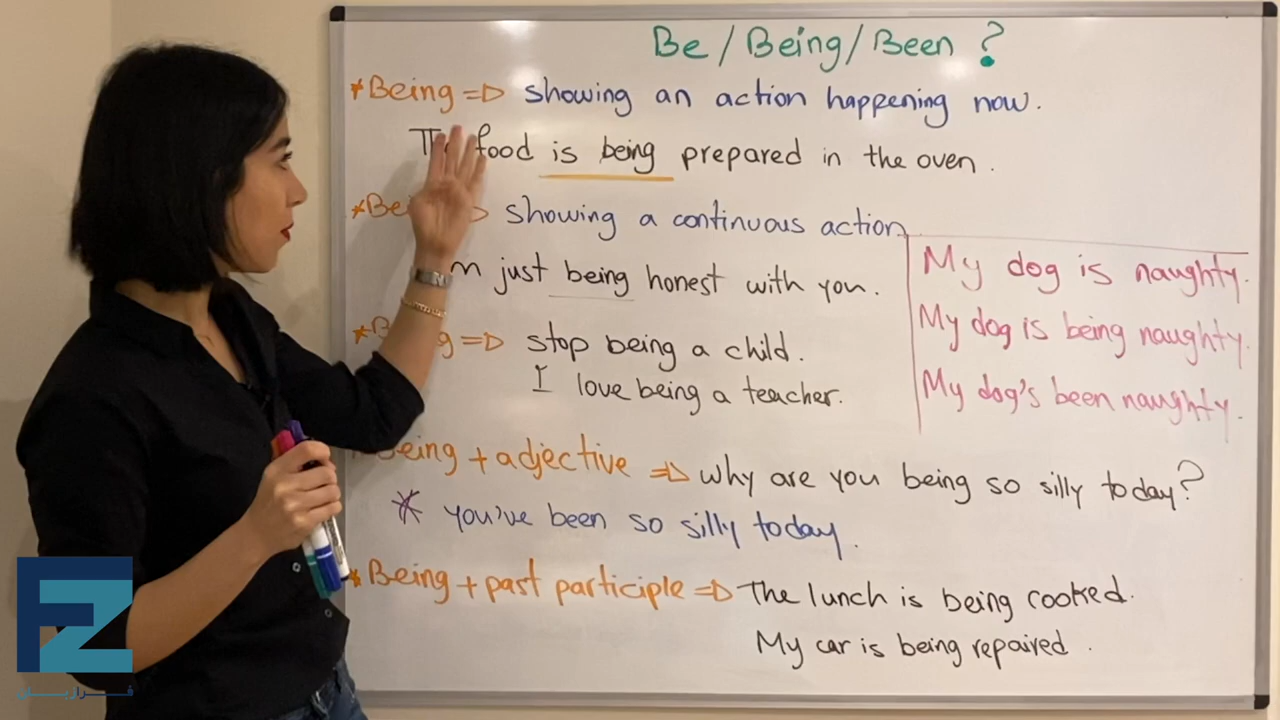 Be / Being / Been ?
* Being => showing an action happening now.
food is being prepared in the oven.
* => showing a continuous action
just being honest with you.
* => stop being a child.
I love being a teacher.
Being + adjective => why are you being so silly today?
* you've been so silly today.
* Being + past participle => The lunch is being cooked.
My car is being repaired.
My dog is naughty.
My dog is being naughty.
My dog's been naughty.
FZ
فرازبان